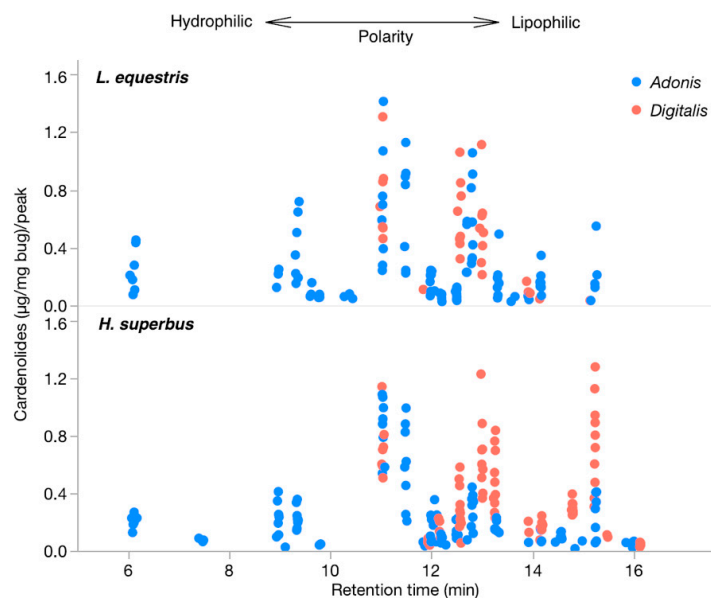 Hydrophilic
Lipophilic
Polarity
L. equestris
Adonis
Digitalis
1.6
1.2
0.8
0.4
0.0
H. superbus
1.6
1.2
0.8
0.4
0.0
Cardenolides (µg/mg bug)/peak
6 8 10 12 14 16
Retention time (min)